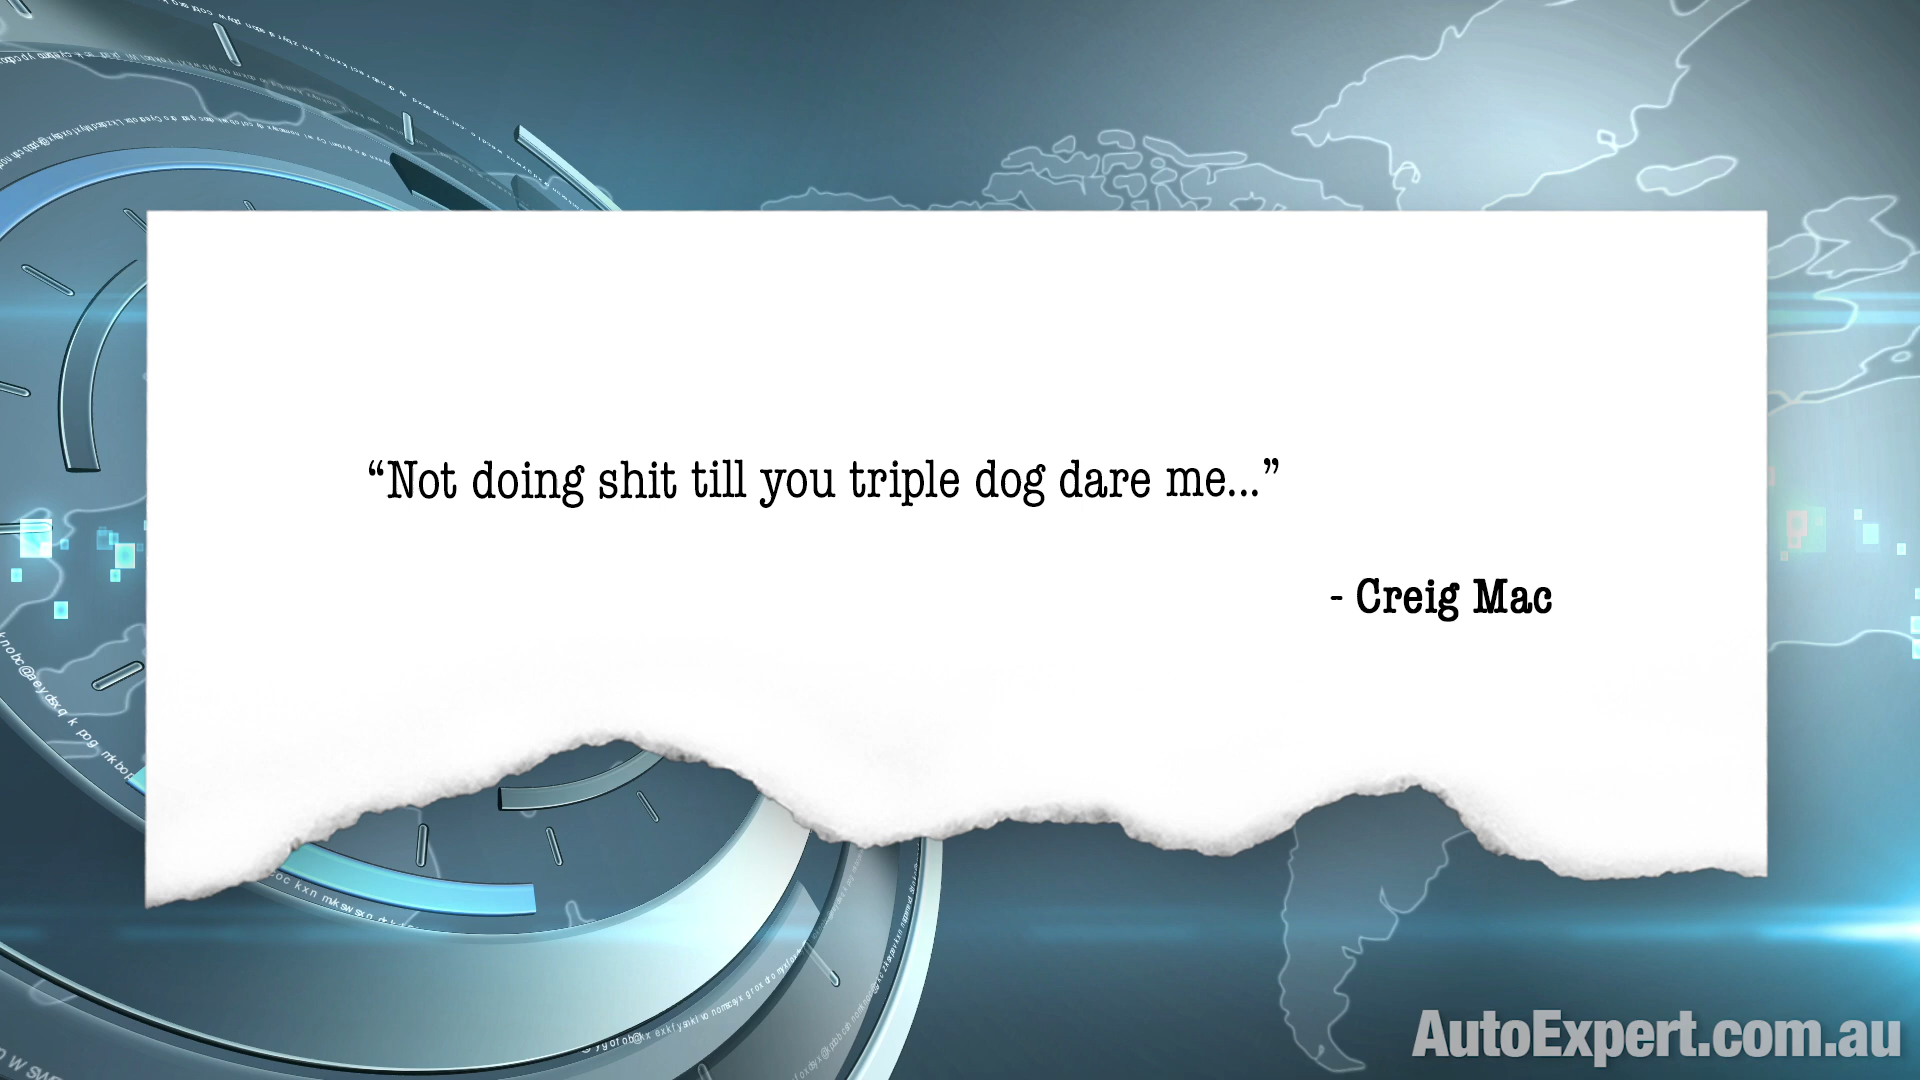 “Not doing shit till you triple dog dare me...”
- Creig Mac
AutoExpert.com.au